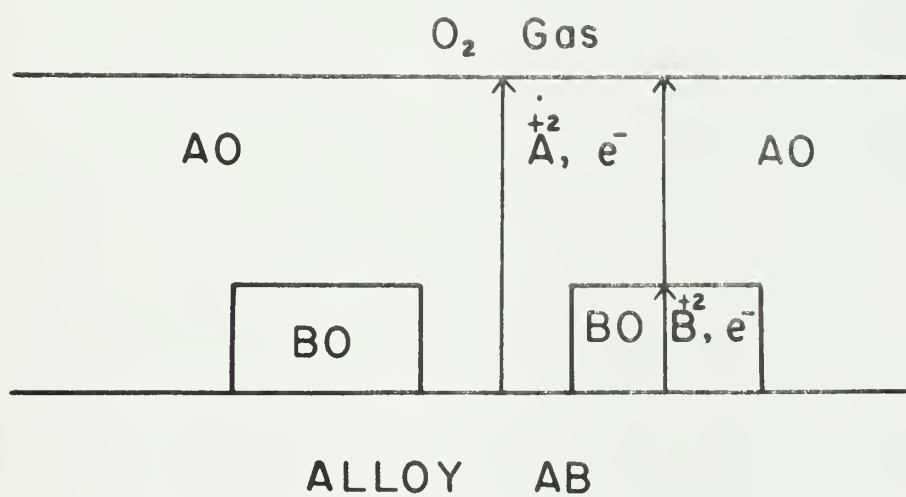 O₂ Gas
AO
A⁺², e⁻
AO
BO
BO
B⁺², e⁻
ALLOY AB